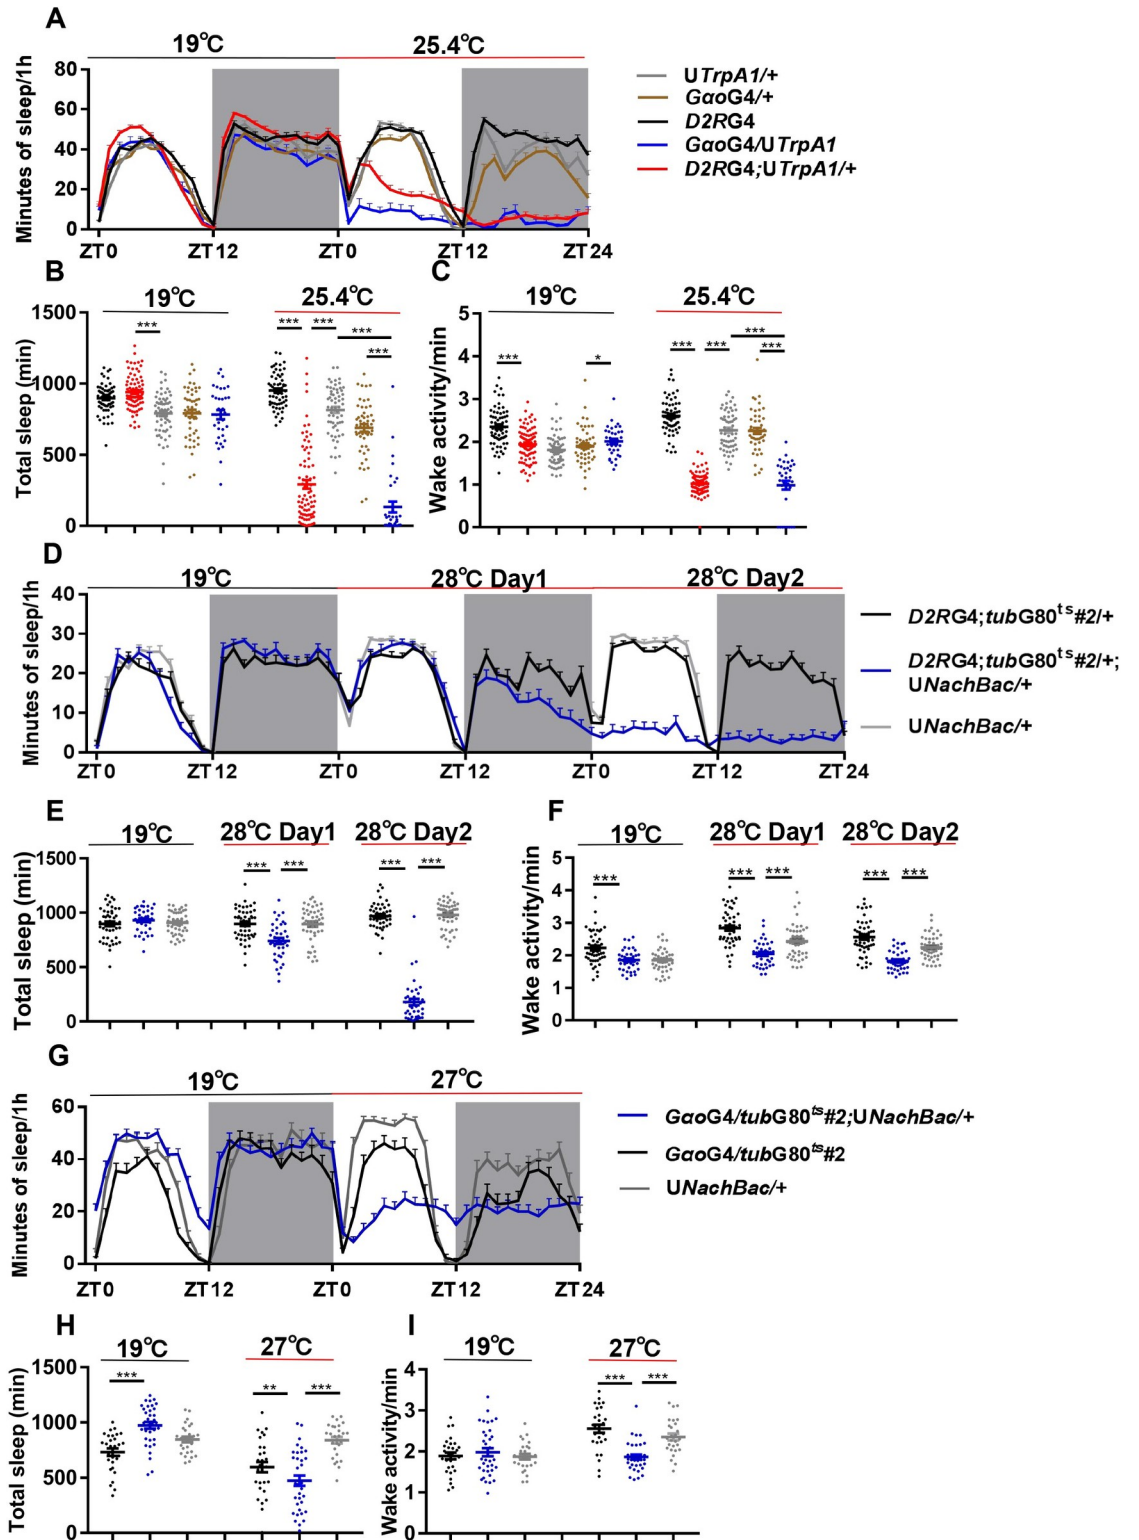 A
19℃
25.4℃
Minutes of sleep/1h
80
60
40
20
0
ZT0
ZT12
ZT0
ZT12
ZT24
UTrpA1/+
GαoG4/+
D2RG4
GαoG4/UTrpA1
D2RG4;UTrpA1/+
B
19℃
25.4℃
Total sleep (min)
1500
1000
500
0
***
***
***
***
***
C
19℃
25.4℃
Wake activity/min
5
4
3
2
1
0
***
*
***
***
***
***
D
19℃
28℃ Day1
28℃ Day2
Minutes of sleep/1h
40
30
20
10
0
ZT0
ZT12
ZT0
ZT12
ZT0
ZT12
ZT24
D2RG4;tubG80ts#2/+
D2RG4;tubG80ts#2/+;
UNachBac/+
UNachBac/+
E
19℃
28℃ Day1
28℃ Day2
Total sleep (min)
1500
1000
500
0
***
***
***
***
F
19℃
28℃ Day1
28℃ Day2
Wake activity/min
5
4
3
2
1
0
***
***
***
***
***
G
19℃
27℃
Minutes of sleep/1h
60
40
20
0
ZT0
ZT12
ZT0
ZT12
ZT24
GαoG4/tubG80ts#2;UNachBac/+
GαoG4/tubG80ts#2
UNachBac/+
H
19℃
27℃
Total sleep (min)
1500
1000
500
0
***
**
***
I
19℃
27℃
Wake activity/min
4
3
2
1
0
***
***